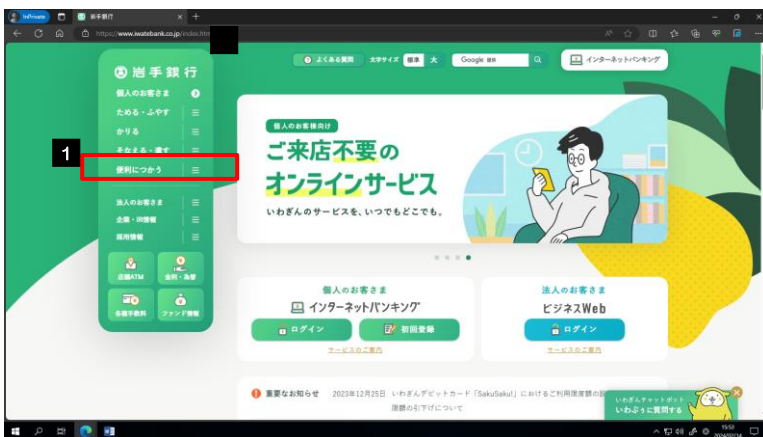 InPrivate
岩手銀行
https://www.iwatebank.co.jp/index.htm
岩手銀行
個人のお客さま
ためる・ふやす
かりる
そなえる・遺す
1
便利につかう
法人のお客さま
企業・IR情報
採用情報
店舗ATM
金利・為替
各種手数料
ファンド情報
よくある質問
文字サイズ 標準 大
Google
インターネットバンキング
個人のお客様向け
ご来店不要の
オンラインサービス
いわぎんのサービスを、いつでもどこでも。
個人のお客さま
インターネットバンキング
ログイン
初回登録
サービスのご案内
法人のお客さま
ビジネスWeb
ログイン
サービスのご案内
重要なお知らせ 2023年12月25日 いわぎんデビットカード「SakuSaku!」におけるご利用限度額の
限額の引下げについて
いわぎんチャットボット
いわぶぅに質問する
2024/02/14